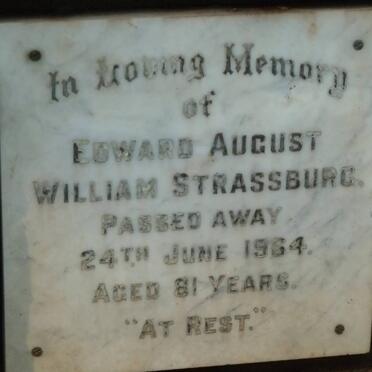 In Loving Memory
of
EDWARD AUGUST
WILLIAM STRASSBURG.
PASSED AWAY
24TH JUNE 1964.
AGED 81 YEARS.
"AT REST."